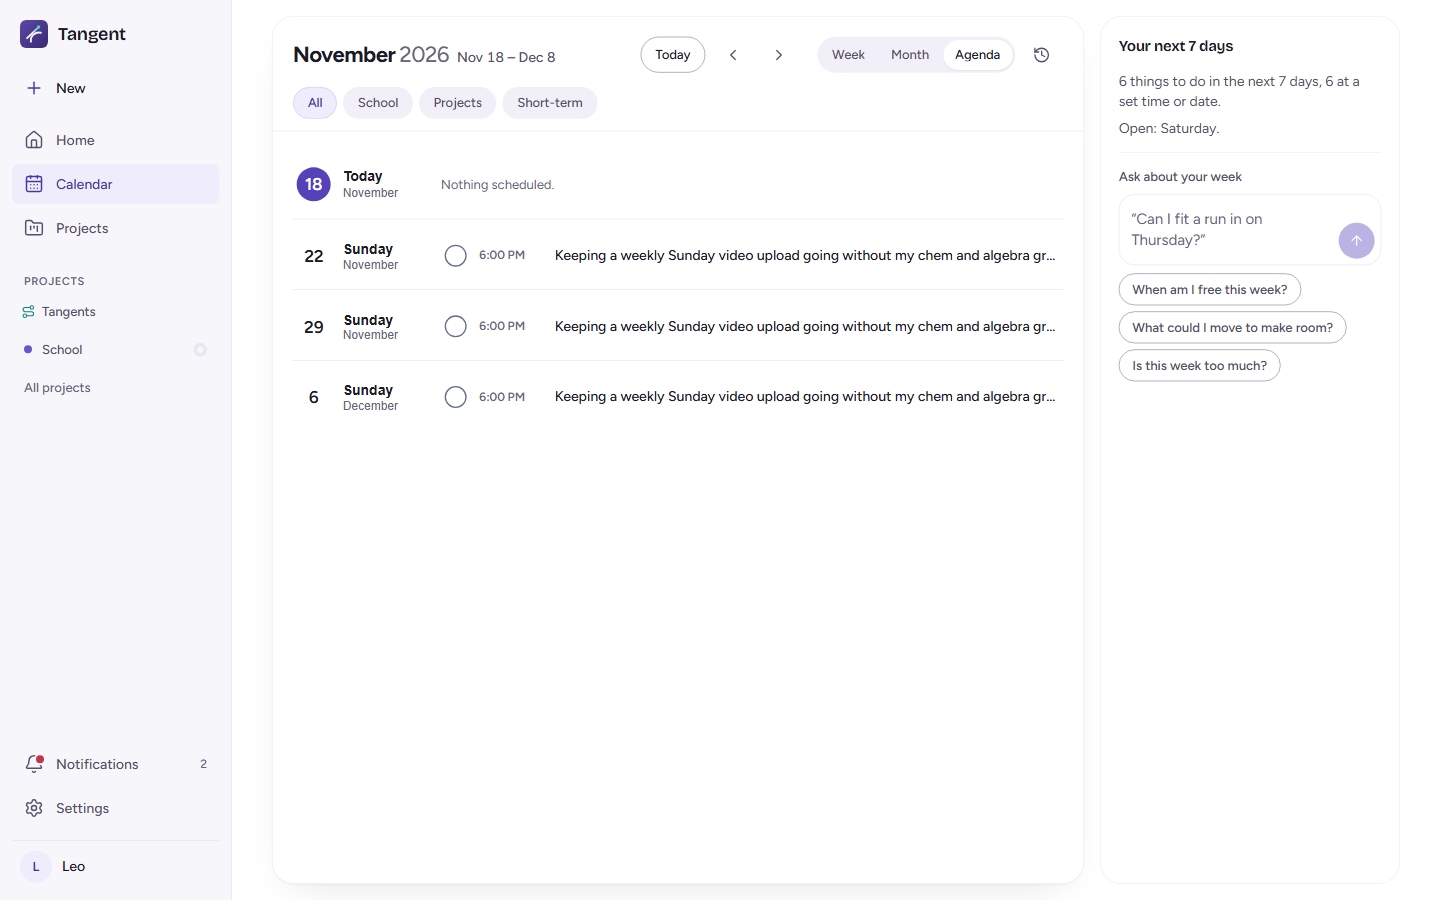 Tangent
New
Home
Calendar
Projects
PROJECTS
Tangents
School
All projects
Notifications 2
Settings
L Leo
November 2026 Nov 18 – Dec 8
Today
Week Month Agenda
All School Projects Short-term
18 Today
November
Nothing scheduled.
22 Sunday
November
6:00 PM Keeping a weekly Sunday video upload going without my chem and algebra gr...
29 Sunday
November
6:00 PM Keeping a weekly Sunday video upload going without my chem and algebra gr...
6 Sunday
December
6:00 PM Keeping a weekly Sunday video upload going without my chem and algebra gr...
Your next 7 days
6 things to do in the next 7 days, 6 at a
set time or date.
Open: Saturday.
Ask about your week
“Can I fit a run in on
Thursday?”
When am I free this week?
What could I move to make room?
Is this week too much?